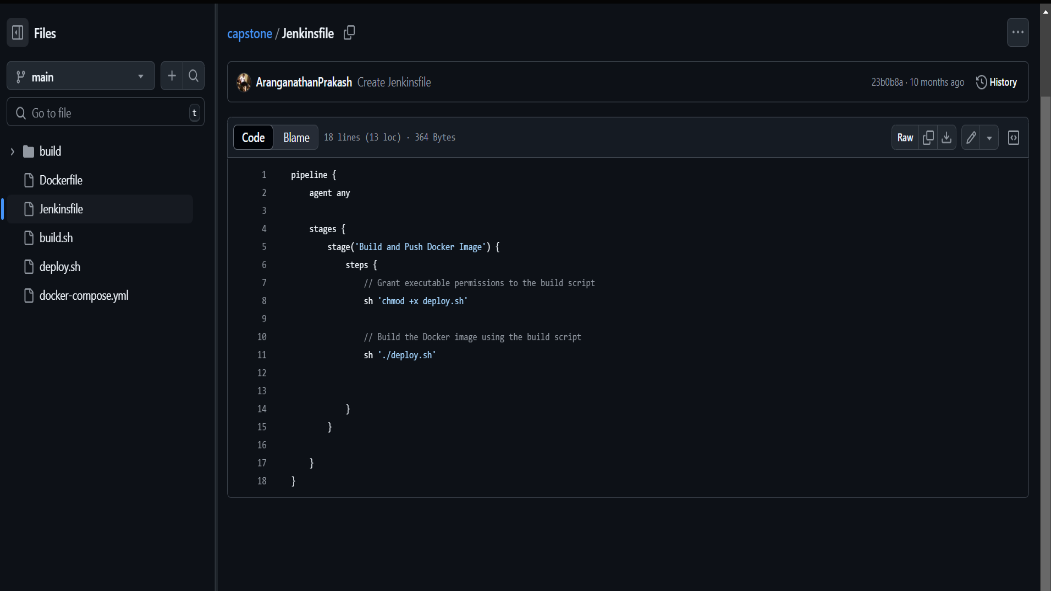 Files
main
Go to file
t
build
Dockerfile
Jenkinsfile
build.sh
deploy.sh
docker-compose.yml
capstone / Jenkinsfile
AranganathanPrakash Create Jenkinsfile
23b0b8a · 10 months ago
History
Code Blame 18 lines (13 loc) · 364 Bytes
Raw
1 pipeline {
2 agent any
3
4 stages {
5 stage('Build and Push Docker Image') {
6 steps {
7 // Grant executable permissions to the build script
8 sh 'chmod +x deploy.sh'
9
10 // Build the Docker image using the build script
11 sh './deploy.sh'
12
13
14 }
15 }
16
17 }
18 }